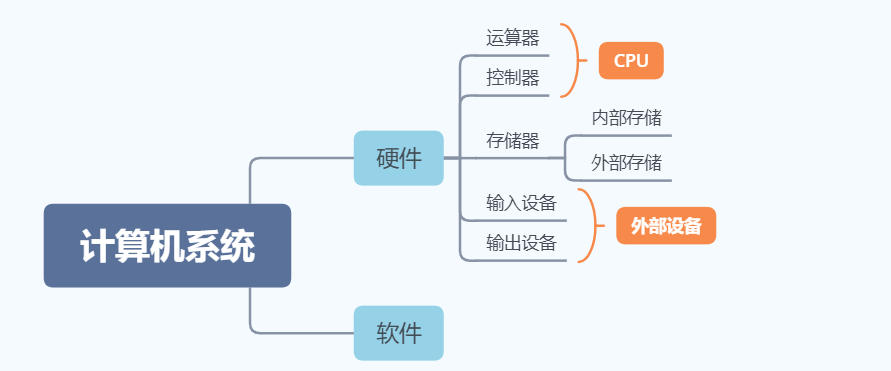 计算机系统
硬件
运算器
控制器
CPU
存储器
内部存储
外部存储
输入设备
输出设备
外部设备
软件